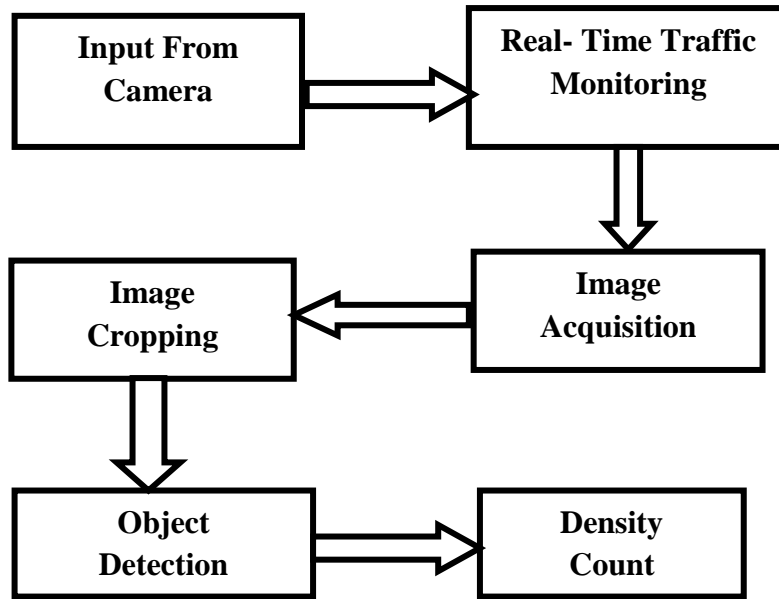 Input From
Camera
Real- Time Traffic
Monitoring
Image
Acquisition
Image
Cropping
Object
Detection
Density
Count